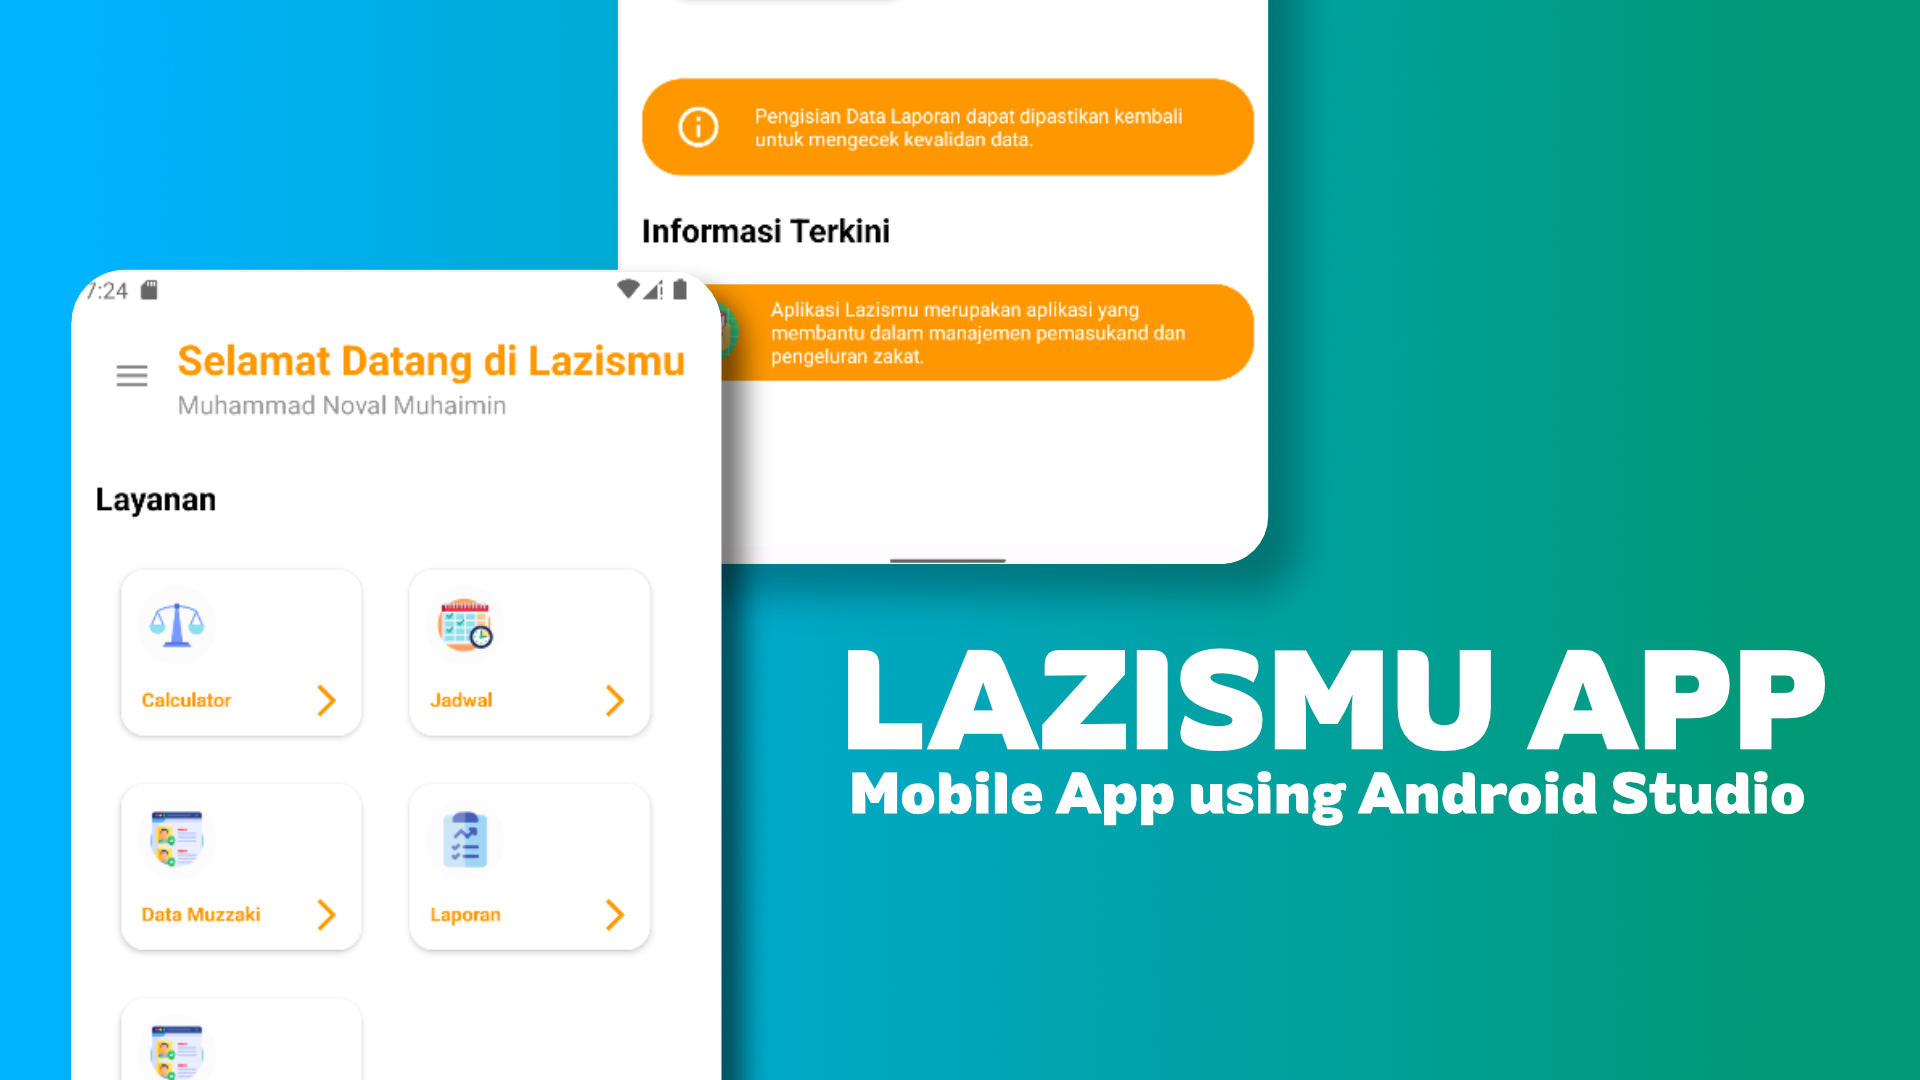 Pengisian Data Laporan dapat dipastikan kembali
untuk mengecek kevalidan data.
Informasi Terkini
Aplikasi Lazismu merupakan aplikasi yang
membantu dalam manajemen pemasukand dan
pengeluran zakat.
7:24
Selamat Datang di Lazismu
Muhammad Noval Muhaimin
Layanan
Calculator
Jadwal
Data Muzzaki
Laporan
LAZISMU APP
Mobile App using Android Studio